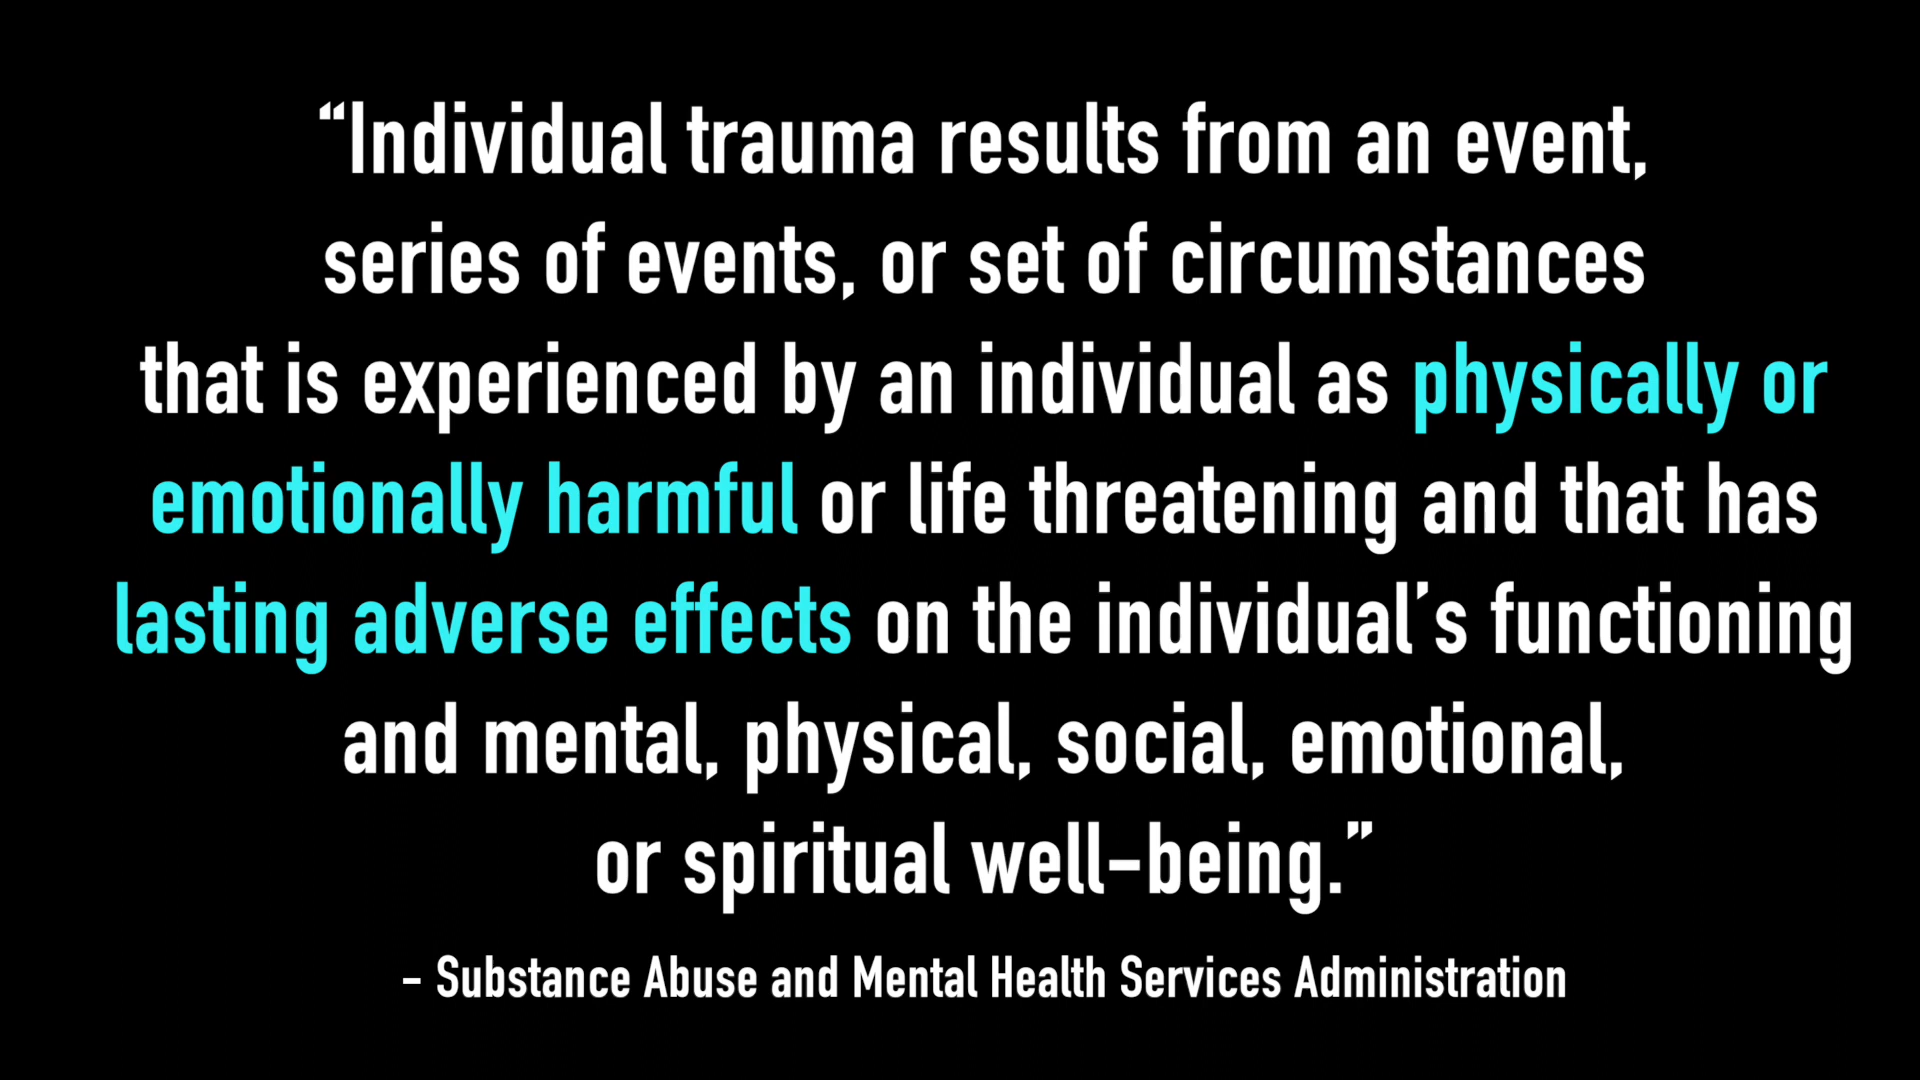 “Individual trauma results from an event,
series of events, or set of circumstances
that is experienced by an individual as physically or
emotionally harmful or life threatening and that has
lasting adverse effects on the individual’s functioning
and mental, physical, social, emotional,
or spiritual well-being.”
– Substance Abuse and Mental Health Services Administration